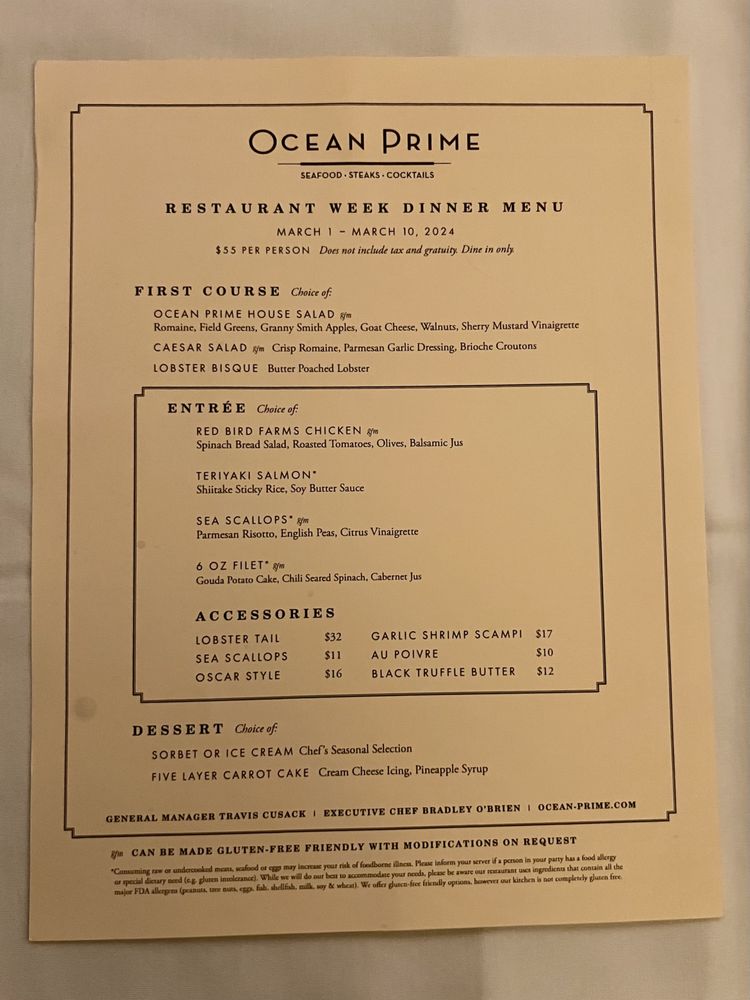 OCEAN PRIME
SEAFOOD · STEAKS · COCKTAILS
RESTAURANT WEEK DINNER MENU
MARCH 1 – MARCH 10, 2024
$55 PER PERSON Does not include tax and gratuity. Dine in only.
FIRST COURSE Choice of:
OCEAN PRIME HOUSE SALAD gfm
Romaine, Field Greens, Granny Smith Apples, Goat Cheese, Walnuts, Sherry Mustard Vinaigrette
CAESAR SALAD gfm Crisp Romaine, Parmesan Garlic Dressing, Brioche Croutons
LOBSTER BISQUE Butter Poached Lobster
ENTRÉE Choice of:
RED BIRD FARMS CHICKEN gfm
Spinach Bread Salad, Roasted Tomatoes, Olives, Balsamic Jus
TERIYAKI SALMON*
Shiitake Sticky Rice, Soy Butter Sauce
SEA SCALLOPS* gfm
Parmesan Risotto, English Peas, Citrus Vinaigrette
6 OZ FILET* gfm
Gouda Potato Cake, Chili Seared Spinach, Cabernet Jus
ACCESSORIES
LOBSTER TAIL $32 GARLIC SHRIMP SCAMPI $17
SEA SCALLOPS $11 AU POIVRE $10
OSCAR STYLE $16 BLACK TRUFFLE BUTTER $12
DESSERT Choice of:
SORBET OR ICE CREAM Chef's Seasonal Selection
FIVE LAYER CARROT CAKE Cream Cheese Icing, Pineapple Syrup
GENERAL MANAGER TRAVIS CUSACK | EXECUTIVE CHEF BRADLEY O'BRIEN | OCEAN-PRIME.COM
gfm CAN BE MADE GLUTEN-FREE FRIENDLY WITH MODIFICATIONS ON REQUEST
*Consuming raw or undercooked meats, seafood or eggs may increase your risk of foodborne illness. Please inform your server if a person in your party has a food allergy
or special dietary need (e.g. gluten intolerance). While we will do our best to accommodate your needs, please be aware our restaurant uses ingredients that contain all the
major FDA allergens (peanuts, tree nuts, eggs, fish, shellfish, milk, soy & wheat). We offer gluten-free friendly options, however our kitchen is not completely gluten free.